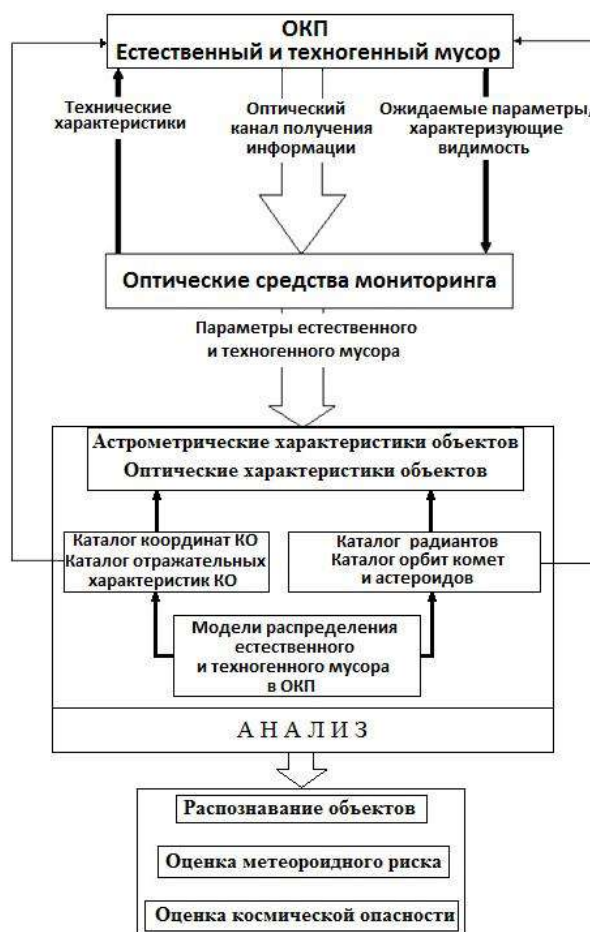 ОКП
Естественный и техногенный мусор
Технические
характеристики
Оптический
канал получения
информации
Ожидаемые параметры,
характеризующие
видимость
Оптические средства мониторинга
Параметры естественного
и техногенного мусора
Астрометрические характеристики объектов
Оптические характеристики объектов
Каталог координат КО
Каталог отражательных
характеристик КО
Каталог радиантов
Каталог орбит комет
и астероидов
Модели распределения
естественного
и техногенного мусора
в ОКП
А Н А Л И З
Распознавание объектов
Оценка метеороидного риска
Оценка космической опасности